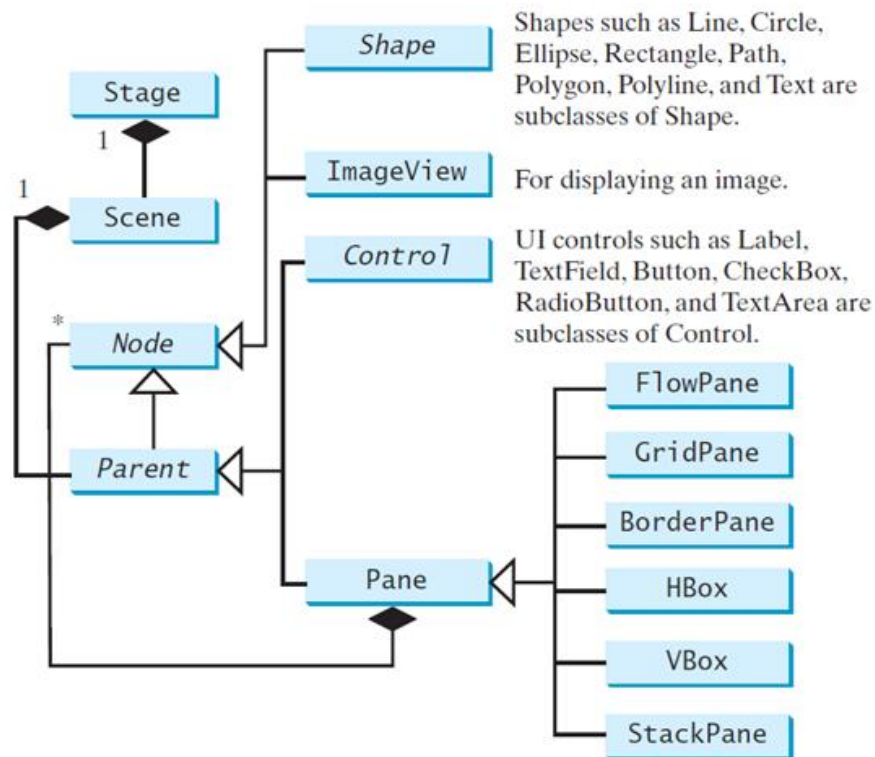 Stage
1
1
Scene
*
Node
Parent
Shape
Shapes such as Line, Circle,
Ellipse, Rectangle, Path,
Polygon, Polyline, and Text are
subclasses of Shape.
ImageView
For displaying an image.
Control
UI controls such as Label,
TextField, Button, CheckBox,
RadioButton, and TextArea are
subclasses of Control.
Pane
FlowPane
GridPane
BorderPane
HBox
VBox
StackPane